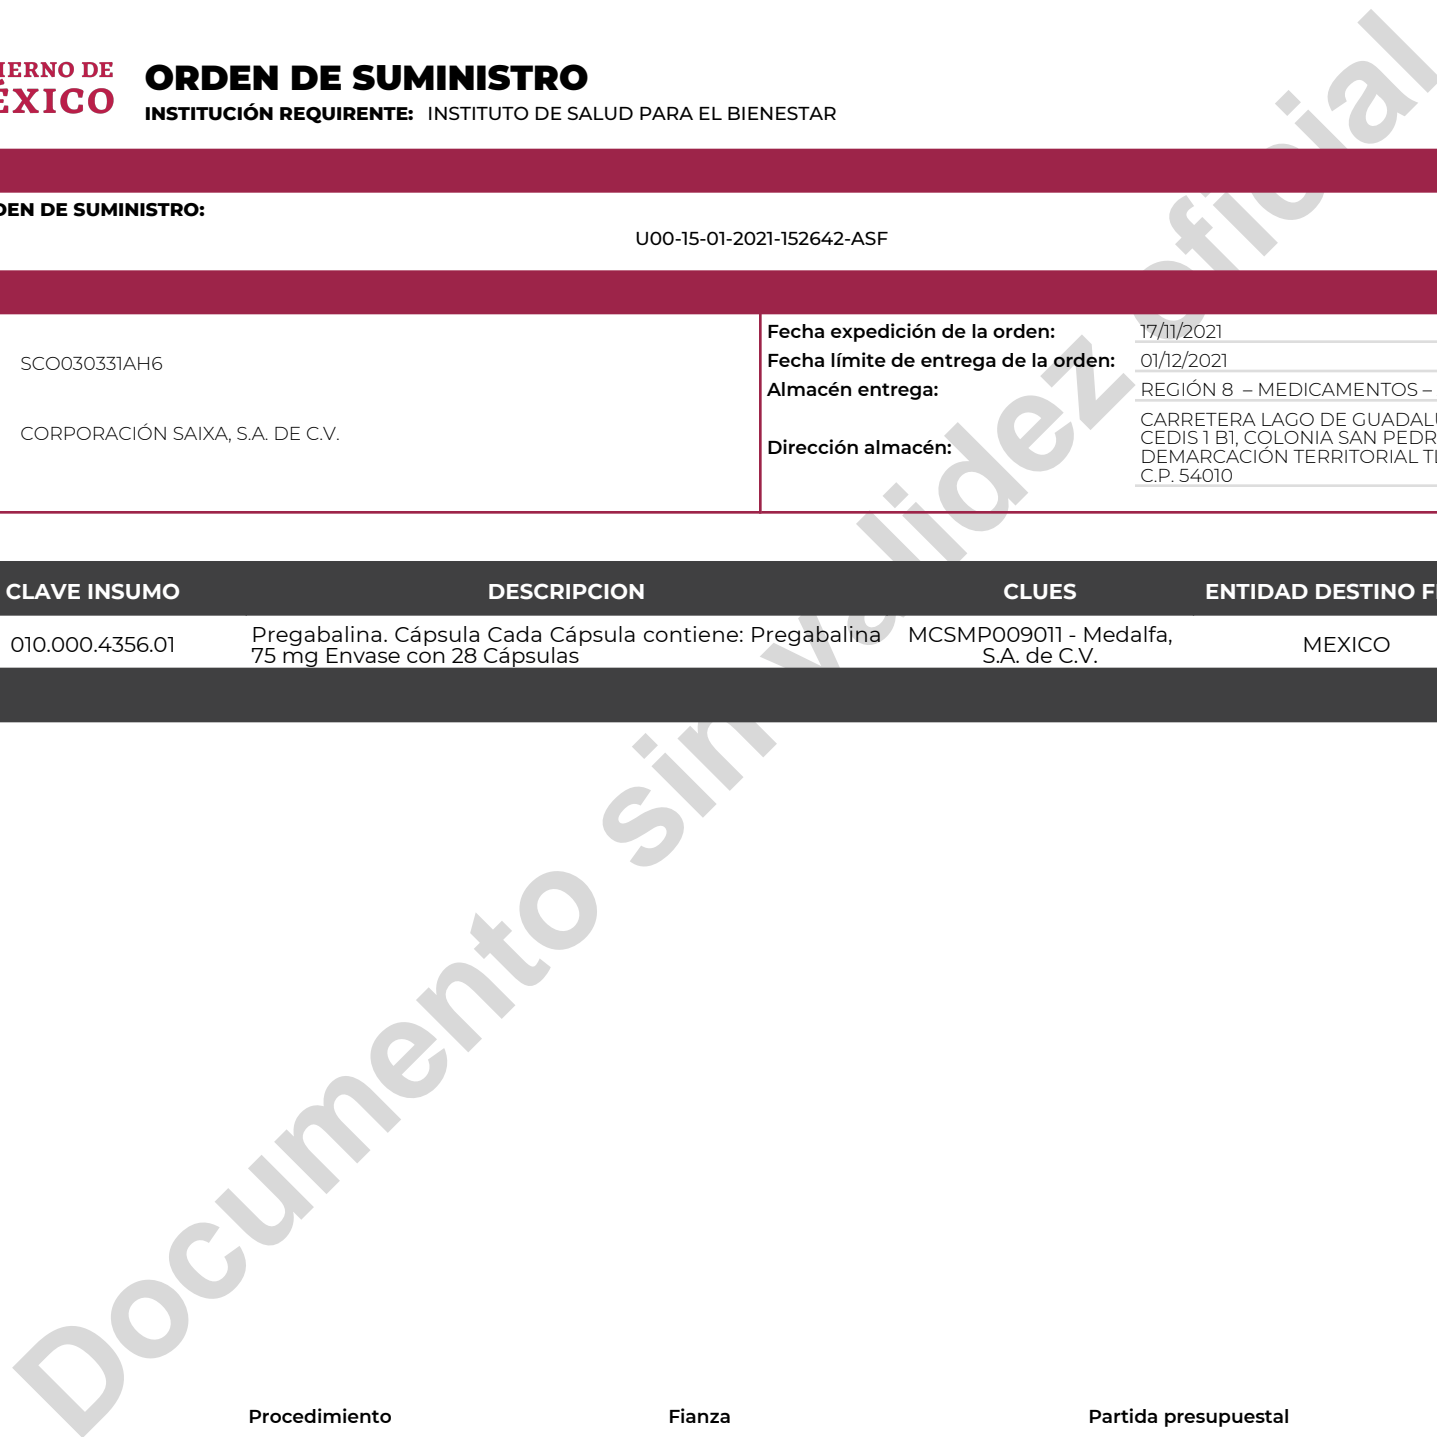 IERNO DE
ÉXICO
ORDEN DE SUMINISTRO
INSTITUCIÓN REQUIRENTE: INSTITUTO DE SALUD PARA EL BIENESTAR
DEN DE SUMINISTRO:
U00-15-01-2021-152642-ASF
SCO030331AH6
CORPORACIÓN SAIXA, S.A. DE C.V.
Fecha expedición de la orden: 17/11/2021
Fecha límite de entrega de la orden: 01/12/2021
Almacén entrega: REGIÓN 8 – MEDICAMENTOS –
Dirección almacén:
CARRETERA LAGO DE GUADALU
CEDIS 1 B1, COLONIA SAN PEDR
DEMARCACIÓN TERRITORIAL TL
C.P. 54010
CLAVE INSUMO DESCRIPCION CLUES ENTIDAD DESTINO FI
010.000.4356.01
Pregabalina. Cápsula Cada Cápsula contiene: Pregabalina
75 mg Envase con 28 Cápsulas
MCSMP009011 - Medalfa,
S.A. de C.V.
MEXICO
Documento sin validez oficial
Procedimiento Fianza Partida presupuestal